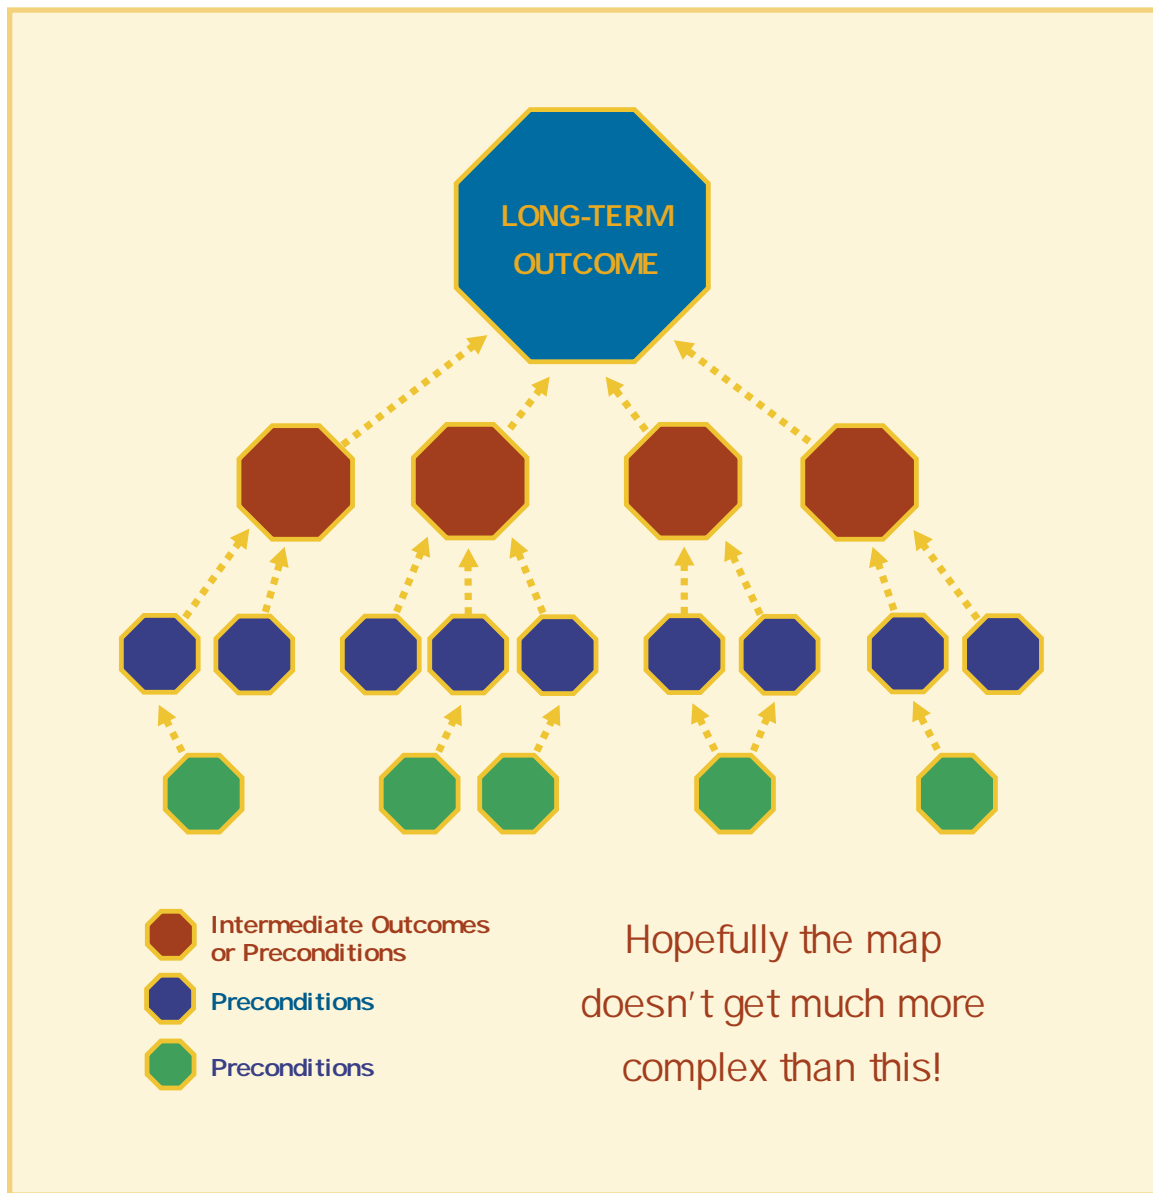 LONG-TERM
OUTCOME
Intermediate Outcomes
or Preconditions
Preconditions
Preconditions
Hopefully the map
doesn't get much more
complex than this!